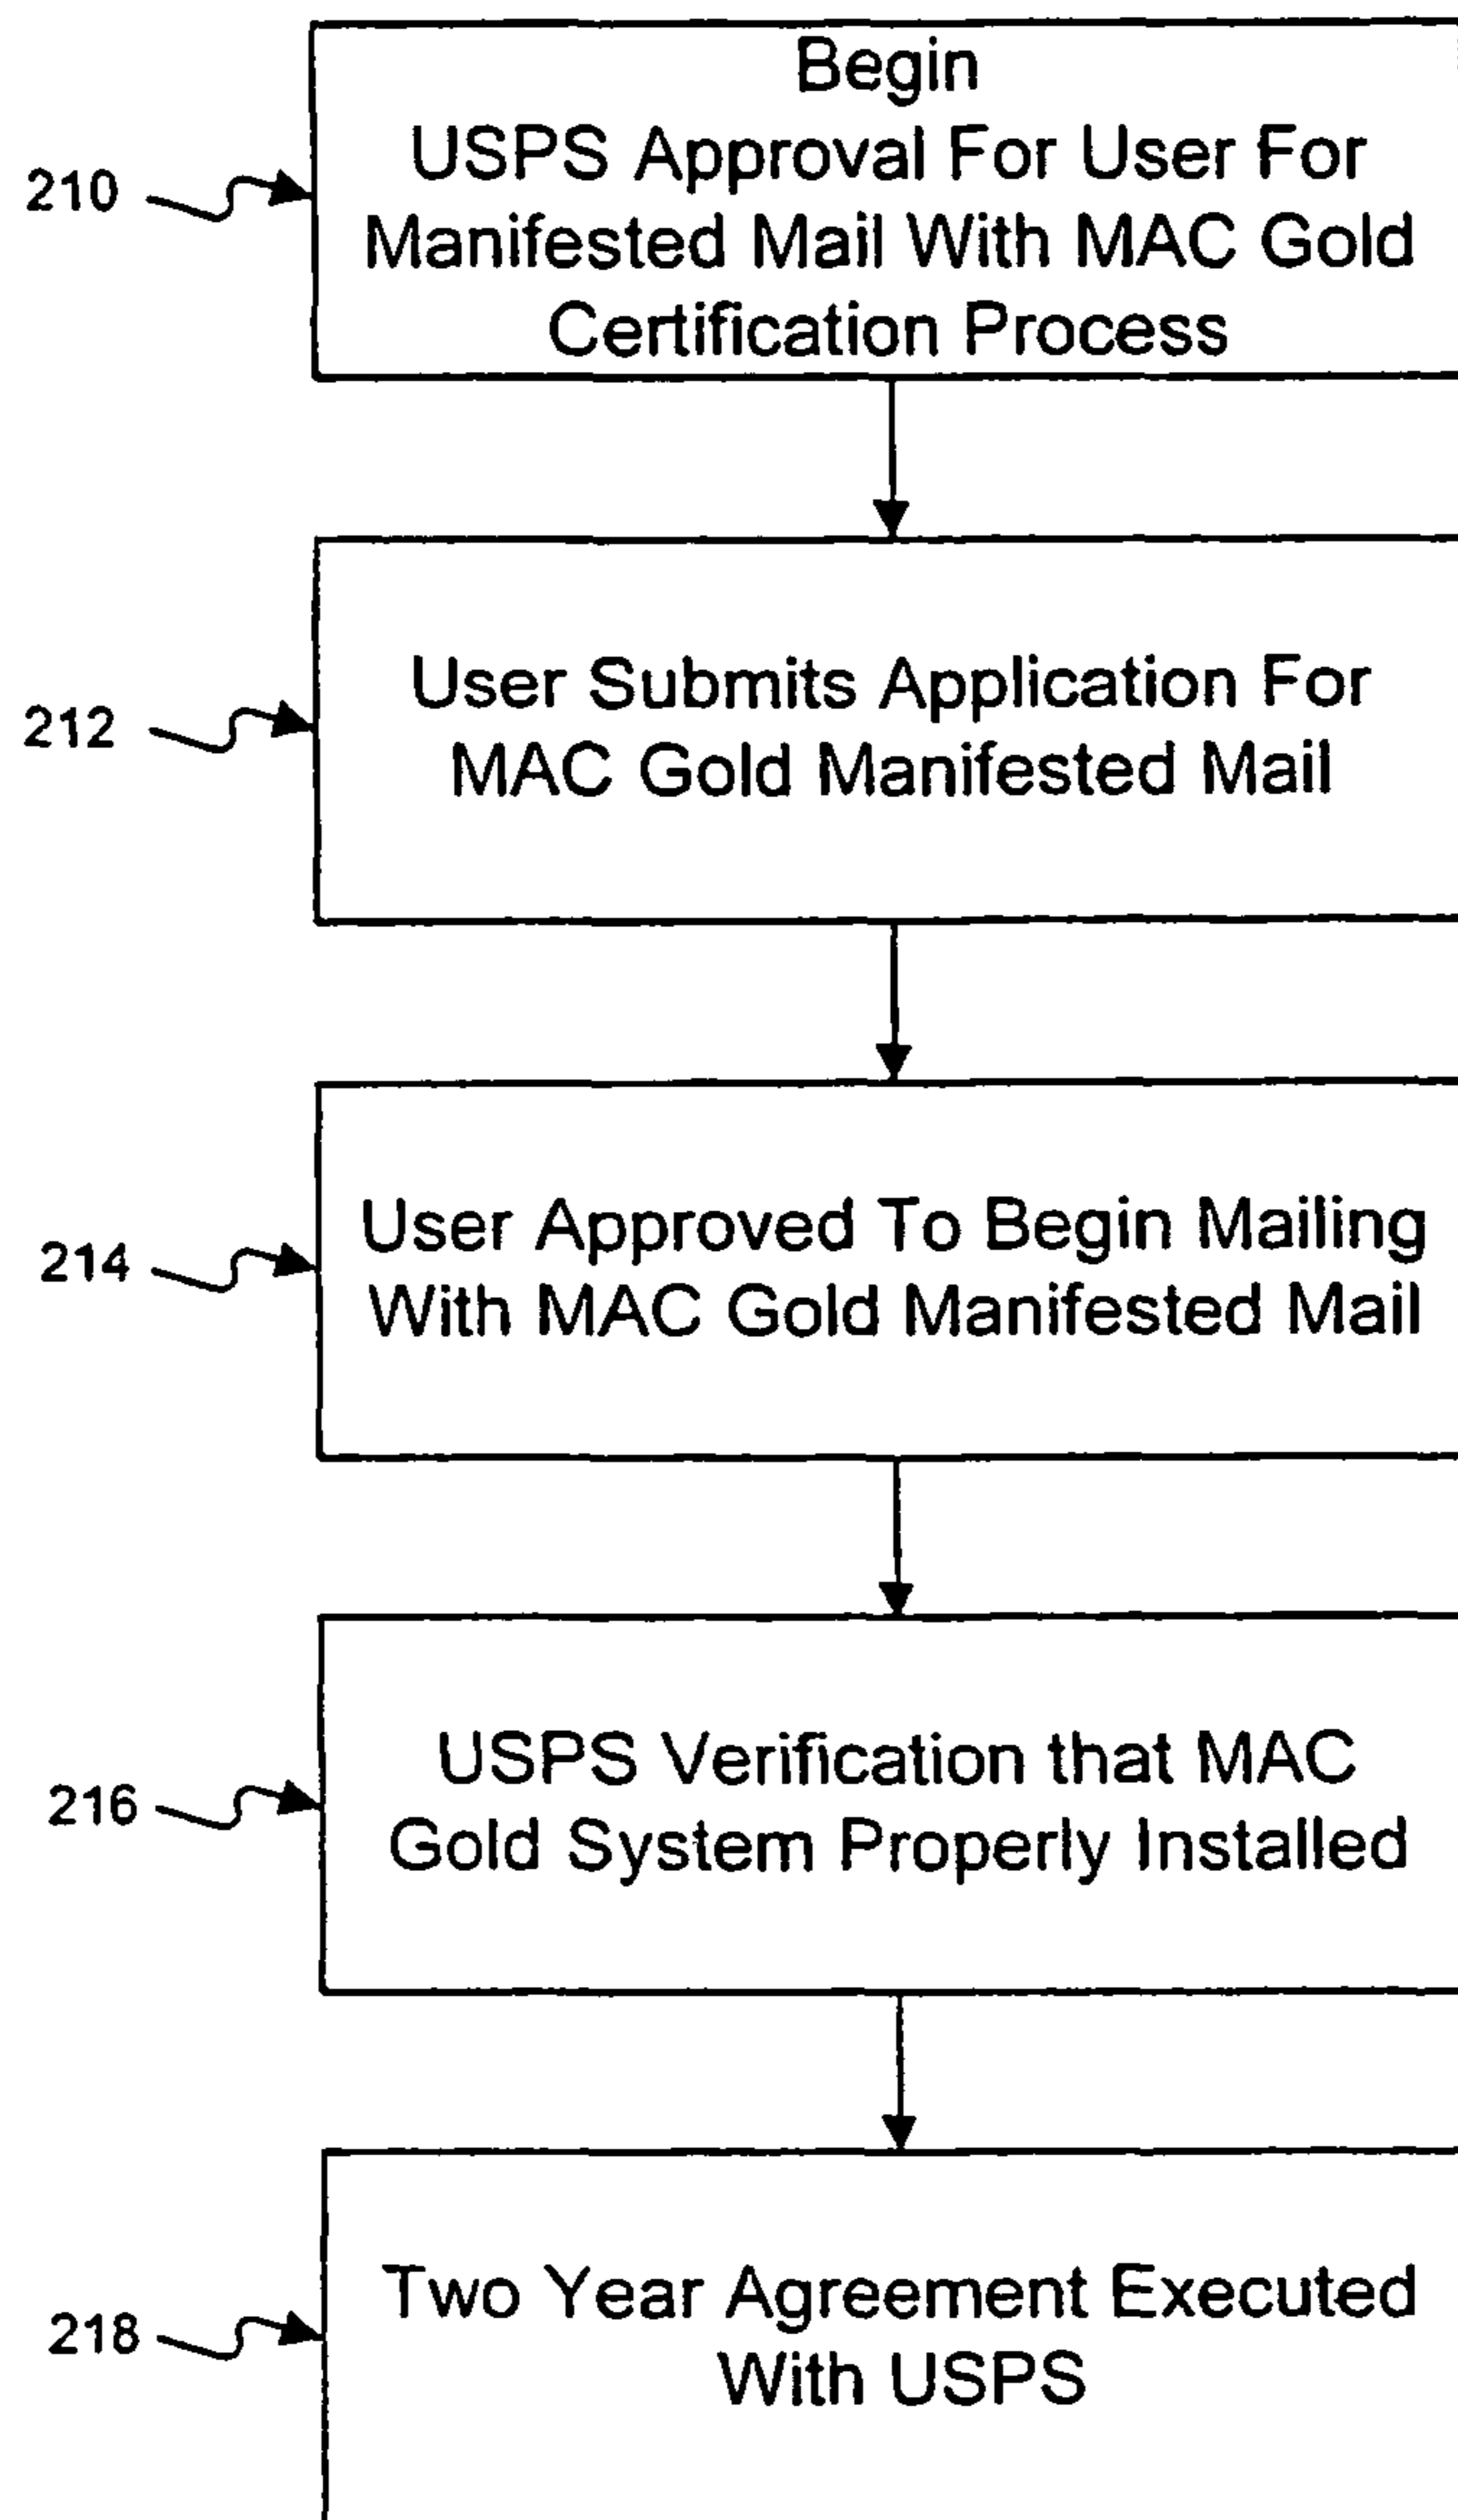 Begin
USPS Approval For User For
210
Manifested Mail With MAC Gold
Certification Process
User Submits Application For
212
MAC Gold Manifested Mail
User Approved To Begin Mailing
214
With MAC Gold Manifested Mail
USPS Verification that MAC
216
Gold System Properly Installed
Two Year Agreement Executed
218
With USPS